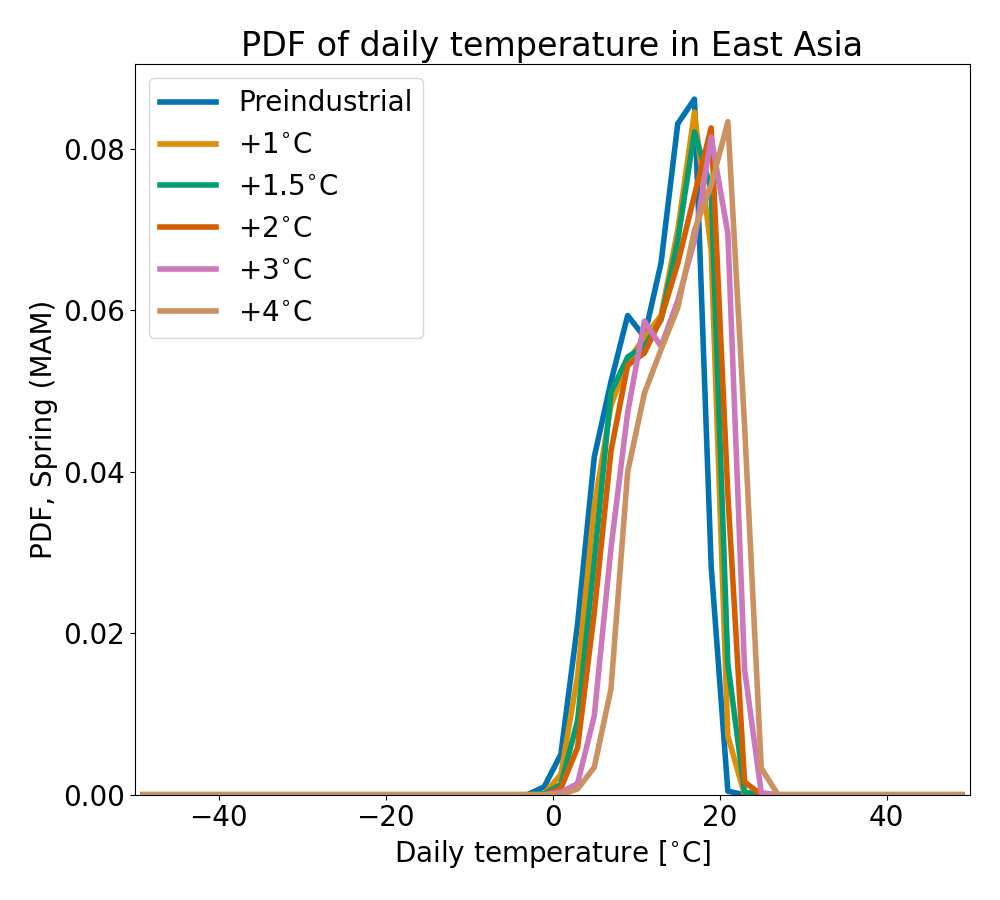 PDF of daily temperature in East Asia
Preindustrial
+1°C
+1.5°C
+2°C
+3°C
+4°C
PDF, Spring (MAM)
0.08
0.06
0.04
0.02
0.00
−40
−20
0
20
40
Daily temperature [°C]